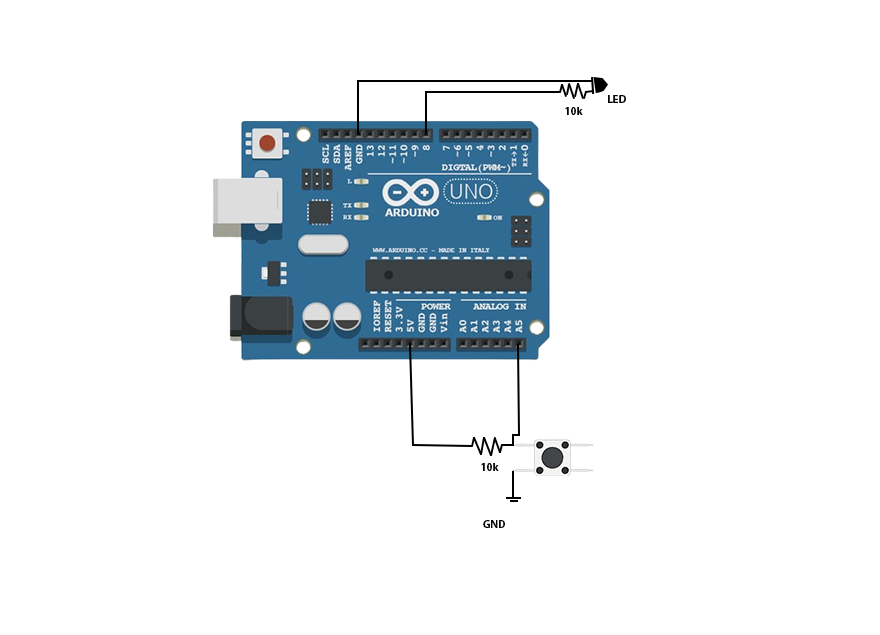 LED
10k
SCL
SDA
AREF
GND
13
12
~11
~10
~9
8
7
~6
~5
4
~3
2
TX→1
RX←0
DIGTAL(PWM~)
L
TX
RX
UNO
ARDUINO
ON
WWW.ARDUINO.CC - MADE IN ITALY
POWER
ANALOG IN
IOREF
RESET
3.3V
5V
GND
GND
Vin
A0
A1
A2
A3
A4
A5
10k
GND